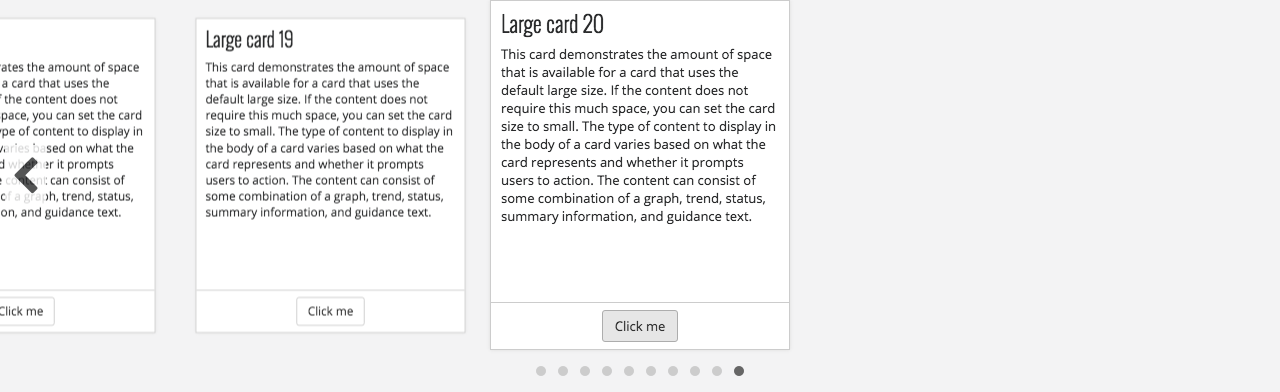 ates the amount of space
a card that uses the
the content does not
pace, you can set the card
pe of content to display in
varies based on what the
whether it prompts
content can consist of
of a graph, trend, status,
on, and guidance text.
Click me
Large card 19
This card demonstrates the amount of space
that is available for a card that uses the
default large size. If the content does not
require this much space, you can set the card
size to small. The type of content to display in
the body of a card varies based on what the
card represents and whether it prompts
users to action. The content can consist of
some combination of a graph, trend, status,
summary information, and guidance text.
Click me
Large card 20
This card demonstrates the amount of space
that is available for a card that uses the
default large size. If the content does not
require this much space, you can set the card
size to small. The type of content to display in
the body of a card varies based on what the
card represents and whether it prompts
users to action. The content can consist of
some combination of a graph, trend, status,
summary information, and guidance text.
Click me